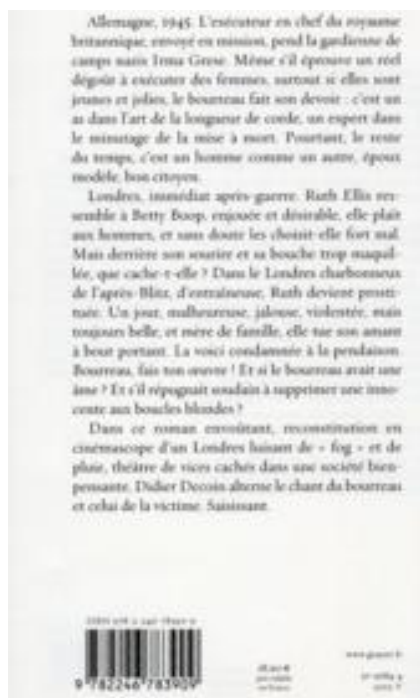 Allemagne, 1945. L'exécuteur en chef du royaume
britannique, envoyé en mission, pend la gardienne de
camps nazis Irma Grese. Même s'il éprouve un réel
dégoût à exécuter des femmes, surtout si elles sont
jeunes et jolies, le bourreau fait son devoir : c'est un
as dans l'art de la longueur de corde, un expert dans
le minutage de la mise à mort. Pourtant, le reste
du temps, c'est un homme comme un autre, époux
modèle, bon citoyen.
Londres, immédiat après-guerre. Ruth Ellis res-
semble à Betty Boop, enjouée et désirable, elle plaît
aux hommes, et sans doute les choisit-elle fort mal.
Mais derrière son sourire et sa bouche trop maquil-
lée, que cache-t-elle ? Dans le Londres charbonneux
de l'après-Blitz, d'entraîneuse, Ruth devient prosti-
tuée. Un jour, malheureuse, jalouse, violentée, mais
toujours belle, et mère de famille, elle tue son amant
à bout portant. La voici condamnée à la pendaison.
Bourreau, fais ton œuvre ! Et si le bourreau avait une
âme ? Et s'il répugnait soudain à supprimer une inno-
cente aux boucles blondes ?
Dans ce roman envoûtant, reconstitution en
cinémascope d'un Londres luisant de « fog » et de
pluie, théâtre de vices cachés dans une société bien-
pensante, Didier Decoin alterne le chant du bourreau
et celui de la victime. Saisissant.
9 782246 783909